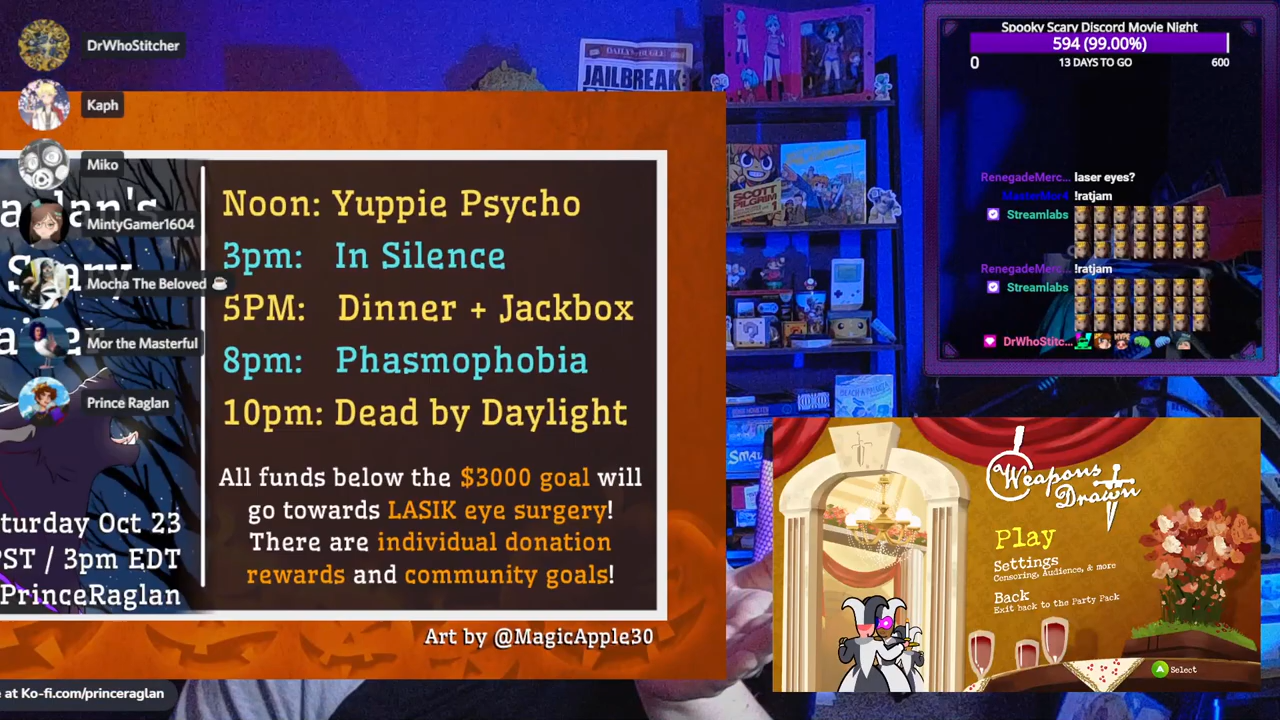 DrWhoStitcher
Kaph
Miko
MintyGamer1604
Mocha The Beloved
Mor the Masterful
Prince Raglan
Noon: Yuppie Psycho
3pm: In Silence
5PM: Dinner + Jackbox
8pm: Phasmophobia
10pm: Dead by Daylight
All funds below the $3000 goal will
go towards LASIK eye surgery!
There are individual donation
rewards and community goals!
turday Oct 23
PST / 3pm EDT
PrinceRaglan
Art by @MagicApple30
e at Ko-fi.com/princeraglan
DAILY BUGLE
JAILBREAK:
SCOTT
PILGRIM
1
Spooky Scary Discord Movie Night
594 (99.00%)
0 13 DAYS TO GO 600
RenegadeMerc... laser eyes?
MasterMor4 !ratjam
Streamlabs
RenegadeMerc... !ratjam
Streamlabs
DrWhoStitc...
Weapons
Drawn
Play
Settings
Censoring, Audience, & more
Back
Exit back to the Party Pack
A Select